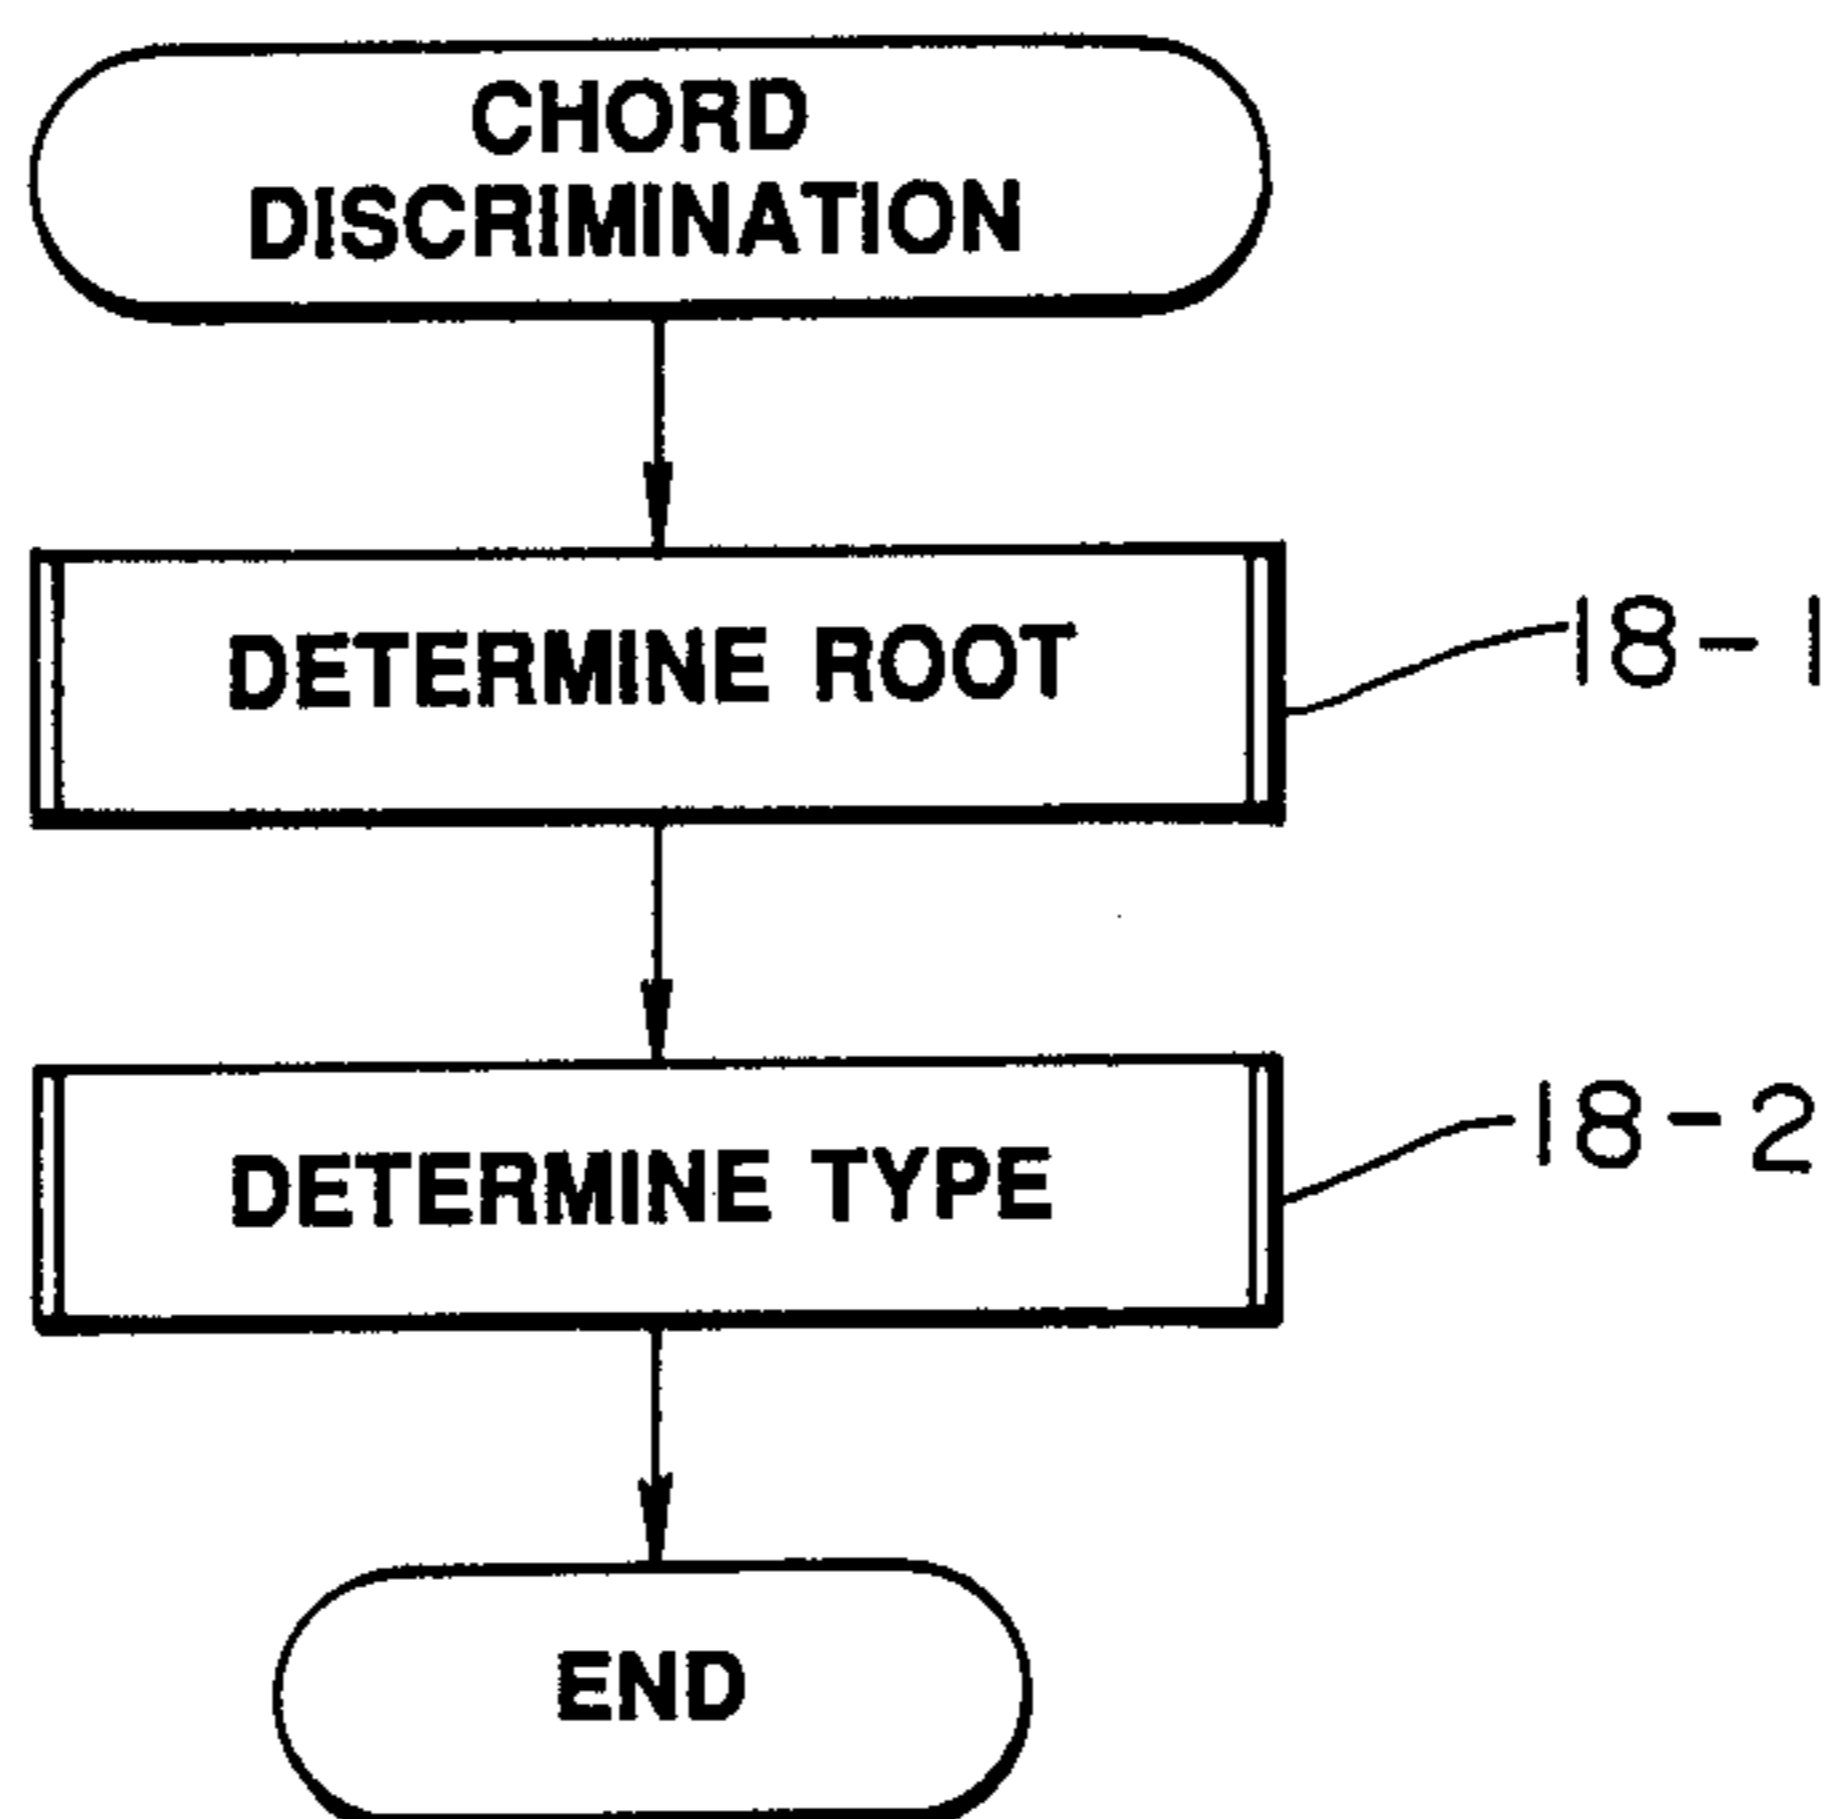 CHORD
DISCRIMINATION
DETERMINE ROOT
18-1
DETERMINE TYPE
18-2
END